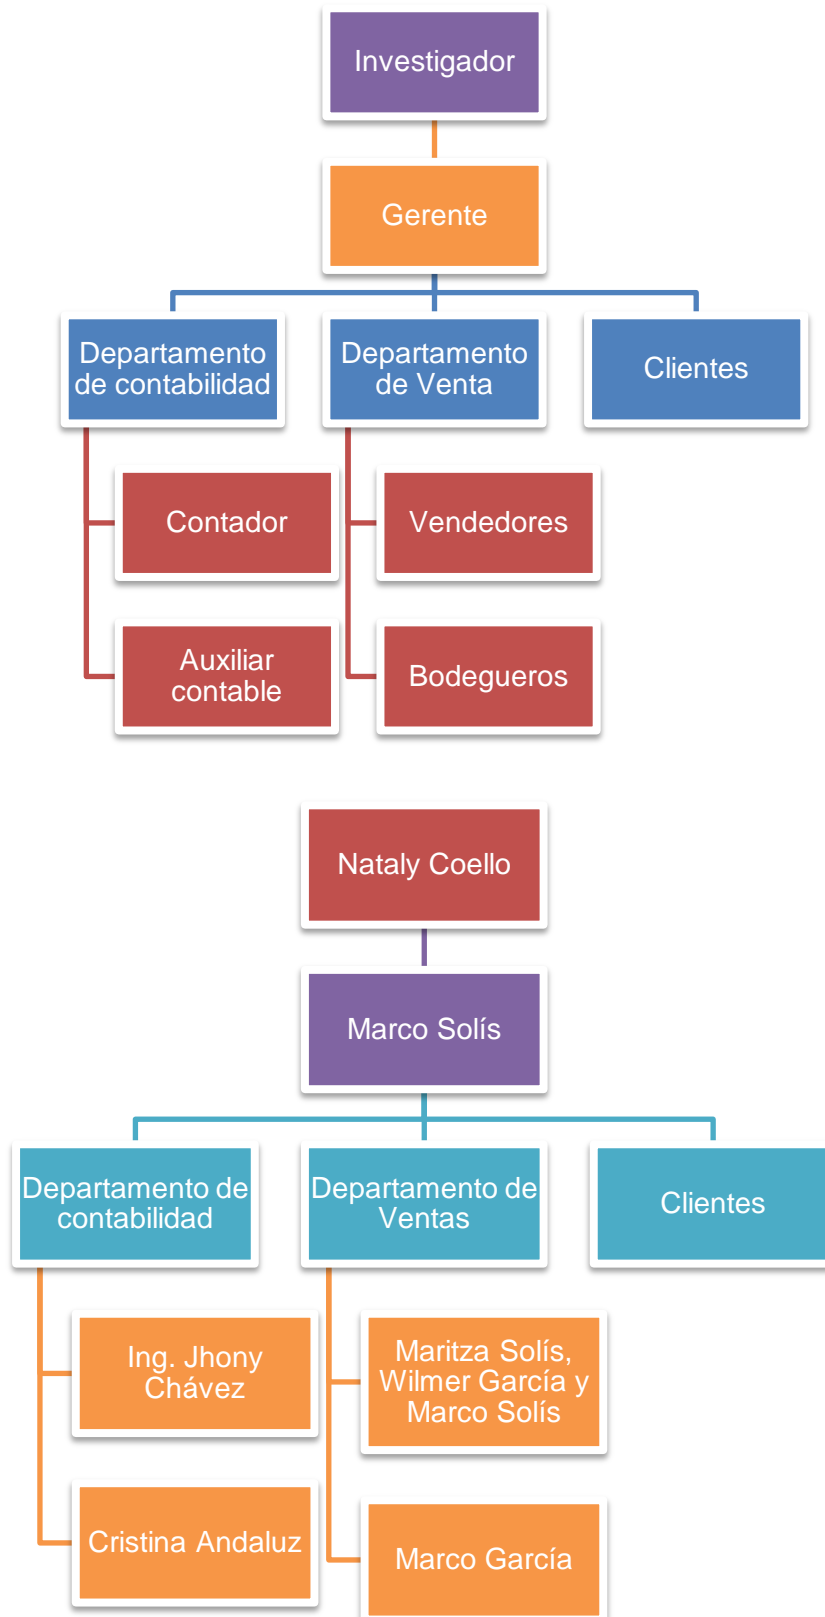 Investigador
Gerente
Departamento
de contabilidad
Departamento
de Venta
Clientes
Contador
Vendedores
Auxiliar
contable
Bodegueros
Nataly Coello
Marco Solís
Departamento de
contabilidad
Departamento de
Ventas
Clientes
Ing. Jhony
Chávez
Maritza Solís,
Wilmer García y
Marco Solís
Cristina Andaluz
Marco García